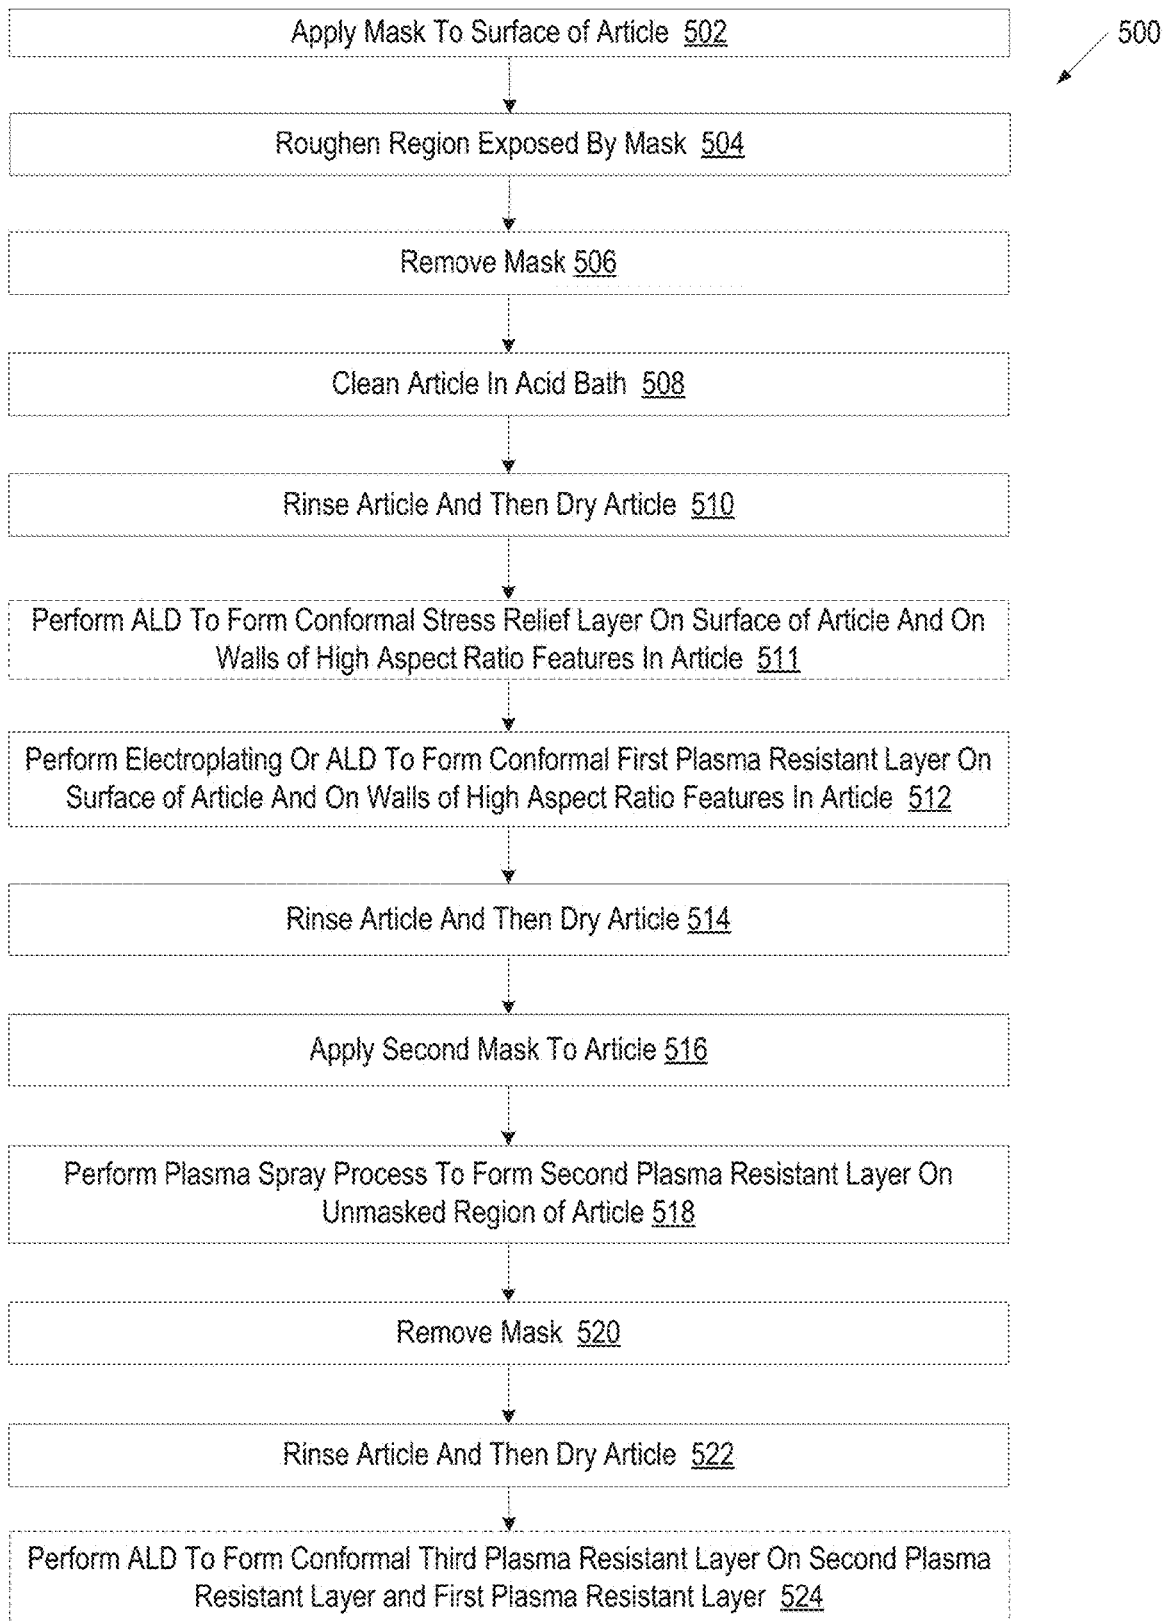 500
Apply Mask To Surface of Article 502
Roughen Region Exposed By Mask 504
Remove Mask 506
Clean Article In Acid Bath 508
Rinse Article And Then Dry Article 510
Perform ALD To Form Conformal Stress Relief Layer On Surface of Article And On
Walls of High Aspect Ratio Features In Article 511
Perform Electroplating Or ALD To Form Conformal First Plasma Resistant Layer On
Surface of Article And On Walls of High Aspect Ratio Features In Article 512
Rinse Article And Then Dry Article 514
Apply Second Mask To Article 516
Perform Plasma Spray Process To Form Second Plasma Resistant Layer On
Unmasked Region of Article 518
Remove Mask 520
Rinse Article And Then Dry Article 522
Perform ALD To Form Conformal Third Plasma Resistant Layer On Second Plasma
Resistant Layer and First Plasma Resistant Layer 524